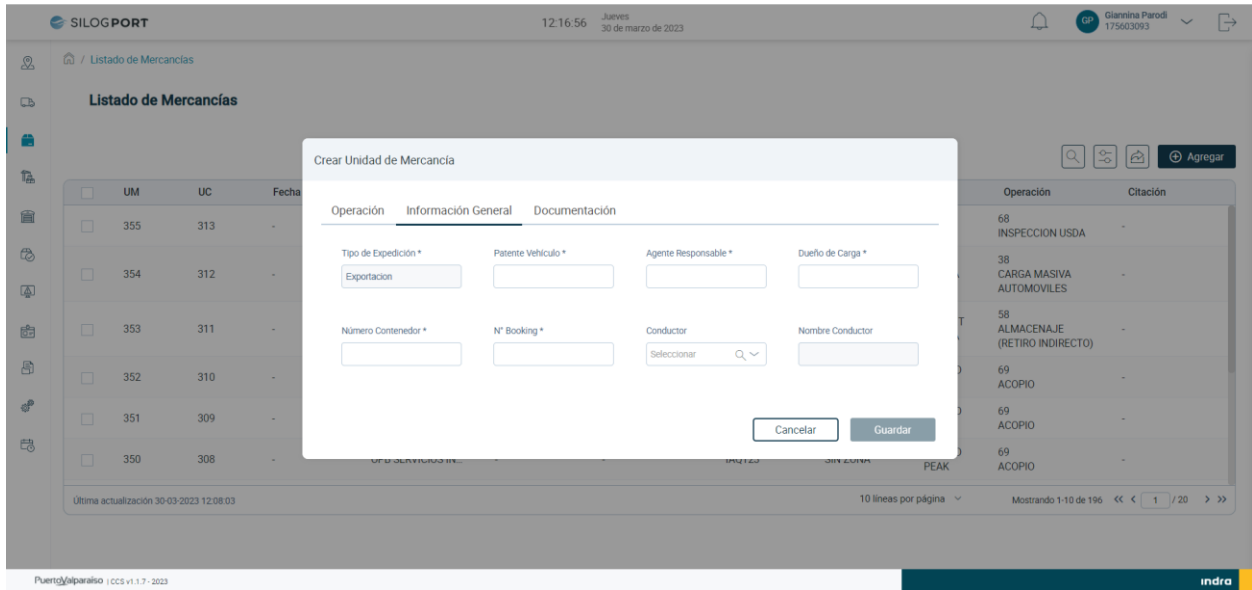 SILOGPORT
12:16:56
Jueves
30 de marzo de 2023
GP
Giannina Parodi
175603093
/ Listado de Mercancías
Listado de Mercancías
Agregar
UM UC Fecha Operación Citación
355 313 - 68 -
INSPECCION USDA
354 312 - 38 -
CARGA MASIVA
AUTOMOVILES
353 311 - 58 -
ALMACENAJE
(RETIRO INDIRECTO)
352 310 - 69 -
ACOPIO
351 309 - 69 -
ACOPIO
350 308 - 69 -
PEAK ACOPIO
Crear Unidad de Mercancía
Operación Información General Documentación
Tipo de Expedición * Patente Vehículo * Agente Responsable * Dueño de Carga *
Exportacion
Número Contenedor * N° Booking * Conductor Nombre Conductor
Seleccionar
Cancelar Guardar
Última actualización 30-03-2023 12:08:03
10 líneas por página
Mostrando 1-10 de 196 << < 1 / 20 > >>
PuertoValparaíso | CCS v1.1.7 - 2023
indra